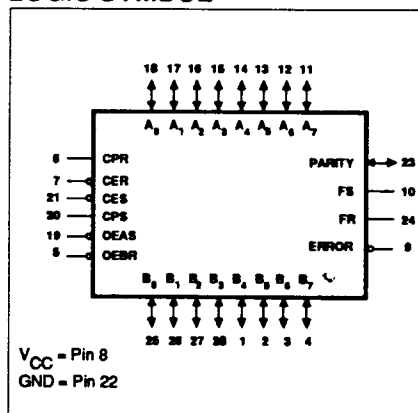 LOGIC SYMBOL
18 17 16 15 14 13 12 11
A0 A1 A2 A3 A4 A5 A6 A7
6 CPR
7 CER
21 CES
20 CPS
19 OEAS
5 OEBR
PARITY 23
FS 10
FR 24
ERROR 9
B0 B1 B2 B3 B4 B5 B6 B7
25 26 27 28 1 2 3 4
VCC = Pin 8
GND = Pin 22